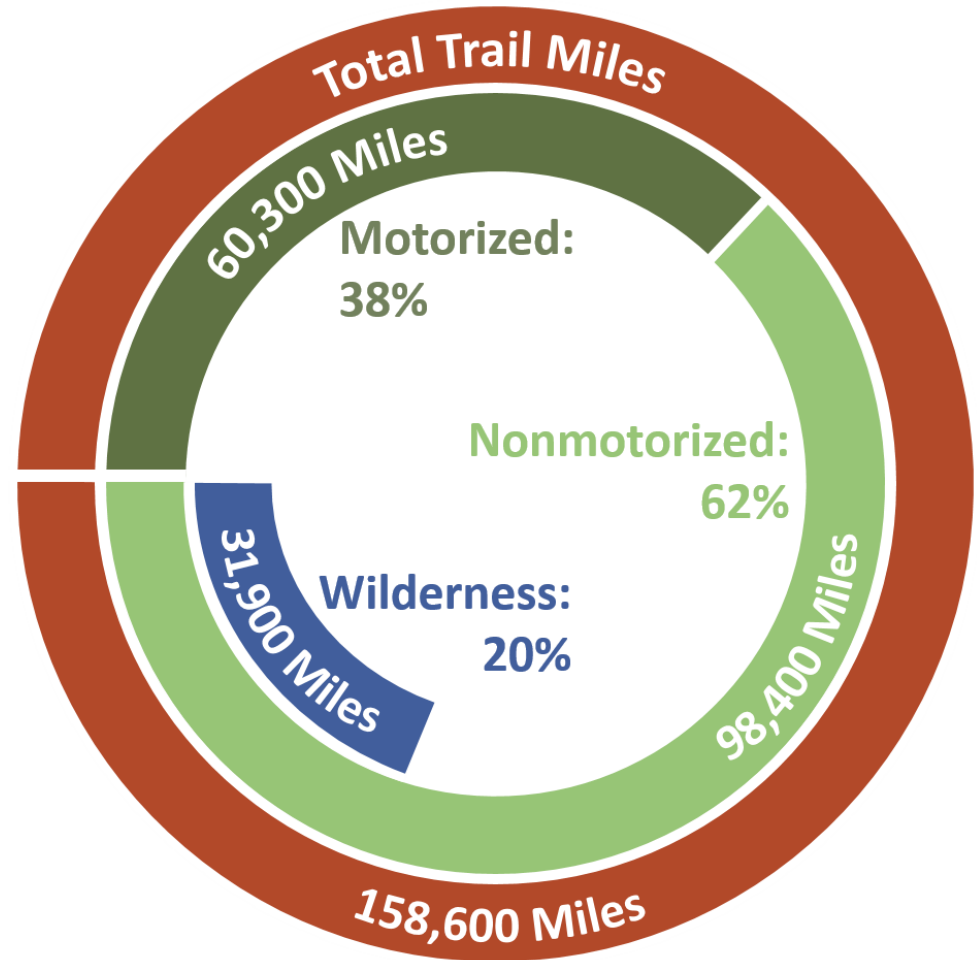 Total Trail Miles
60,300 Miles
Motorized:
38%
Nonmotorized:
62%
98,400 Miles
Wilderness:
20%
31,900 Miles
158,600 Miles